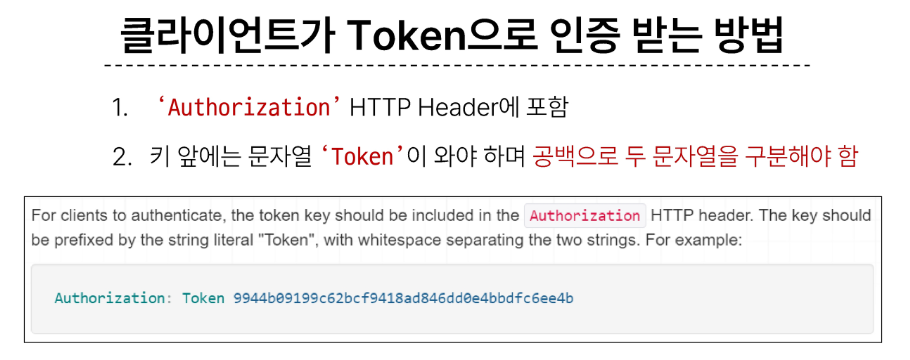 클라이언트가 Token으로 인증 받는 방법
1. ‘Authorization’ HTTP Header에 포함
2. 키 앞에는 문자열 ‘Token’이 와야 하며 공백으로 두 문자열을 구분해야 함
For clients to authenticate, the token key should be included in the Authorization HTTP header. The key should
be prefixed by the string literal "Token", with whitespace separating the two strings. For example:
Authorization: Token 9944b09199c62bcf9418ad846dd0e4bbdfc6ee4b